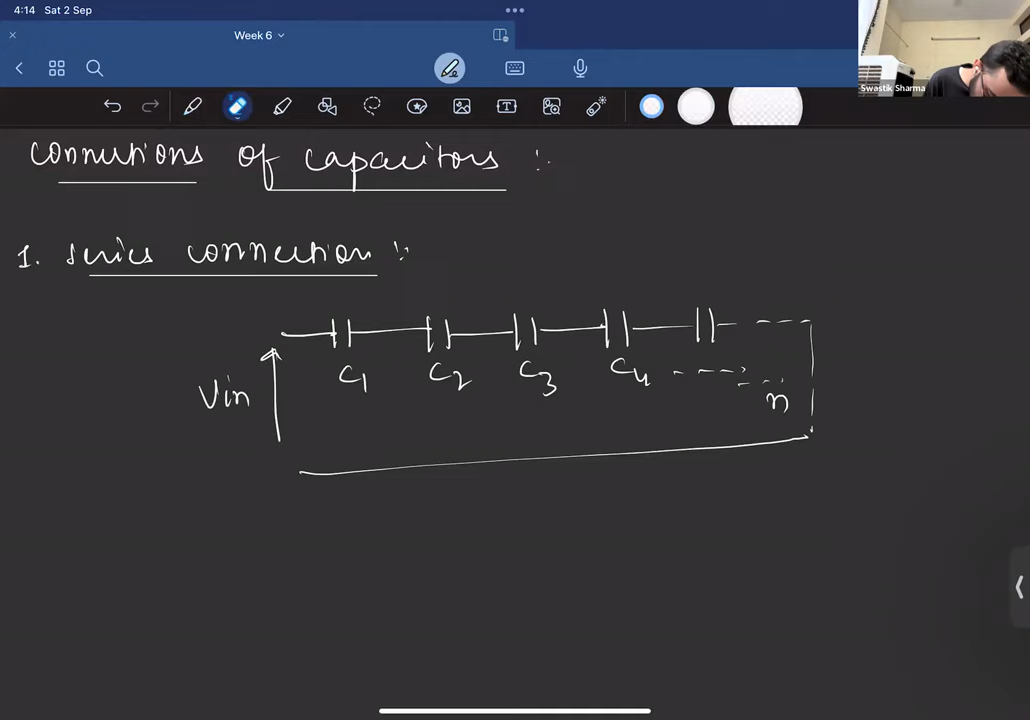 4:14 Sat 2 Sep
Week 6
Swastik Sharma
Connections of Capacitors :-
1. Series connection :-
C1 C2 C3 C4 ----
Vin
n